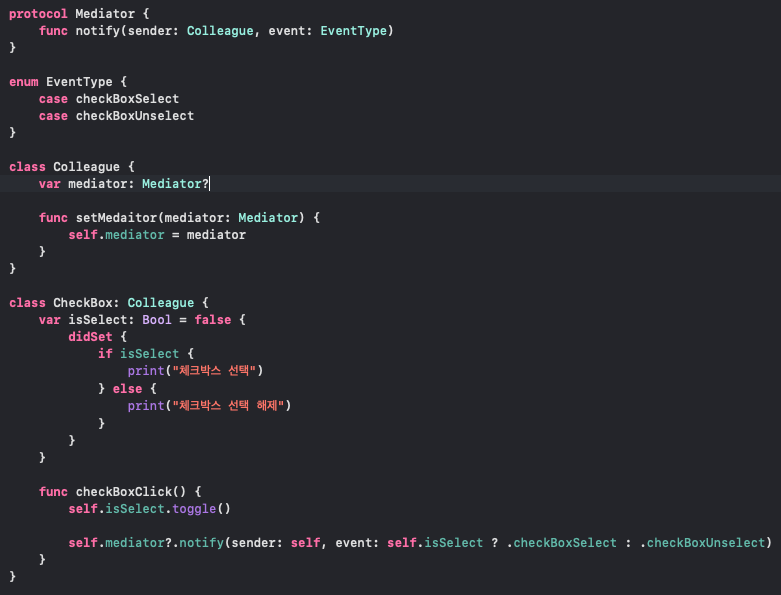 protocol Mediator {
    func notify(sender: Colleague, event: EventType)
}

enum EventType {
    case checkBoxSelect
    case checkBoxUnselect
}

class Colleague {
    var mediator: Mediator?

    func setMedaitor(mediator: Mediator) {
        self.mediator = mediator
    }
}

class CheckBox: Colleague {
    var isSelect: Bool = false {
        didSet {
            if isSelect {
                print("체크박스 선택")
            } else {
                print("체크박스 선택 해제")
            }
        }
    }

    func checkBoxClick() {
        self.isSelect.toggle()

        self.mediator?.notify(sender: self, event: self.isSelect ? .checkBoxSelect : .checkBoxUnselect)
    }
}